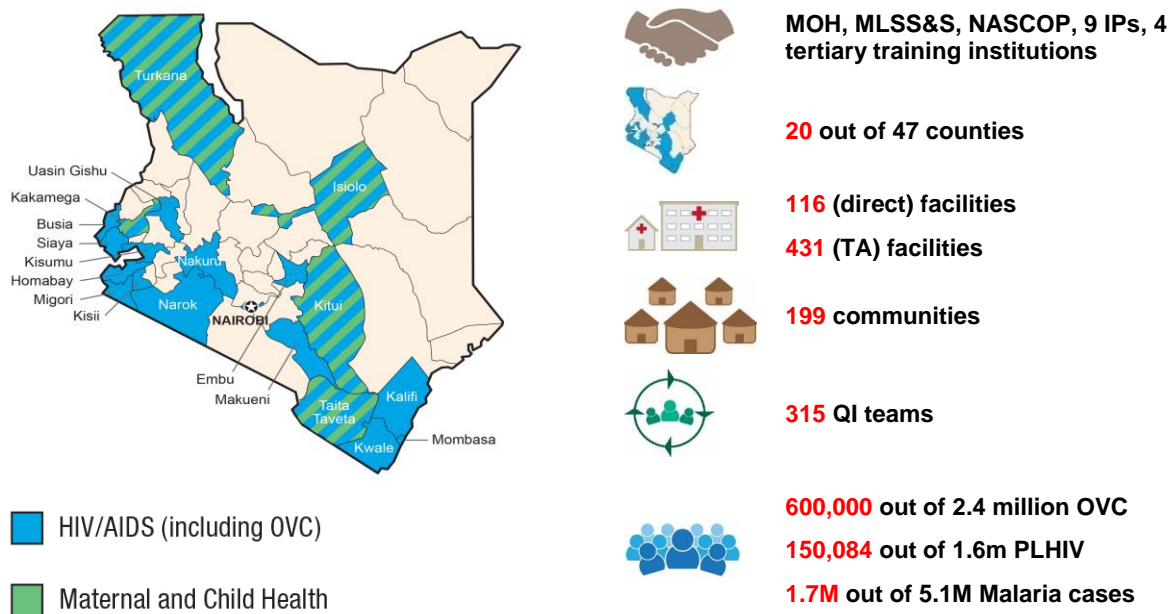 Turkana
Uasin Gishu
Kakamega
Busia
Siaya
Kisumu
Homabay
Migori
Kisii
Isiolo
Nakuru
Narok
NAIROBI
Kitui
Embu
Makueni
Taita
Taveta
Kalifi
Kwale
Mombasa
HIV/AIDS (including OVC)
Maternal and Child Health
MOH, MLSS&S, NASCOP, 9 IPs, 4
tertiary training institutions
20 out of 47 counties
116 (direct) facilities
431 (TA) facilities
199 communities
315 QI teams
600,000 out of 2.4 million OVC
150,084 out of 1.6m PLHIV
1.7M out of 5.1M Malaria cases